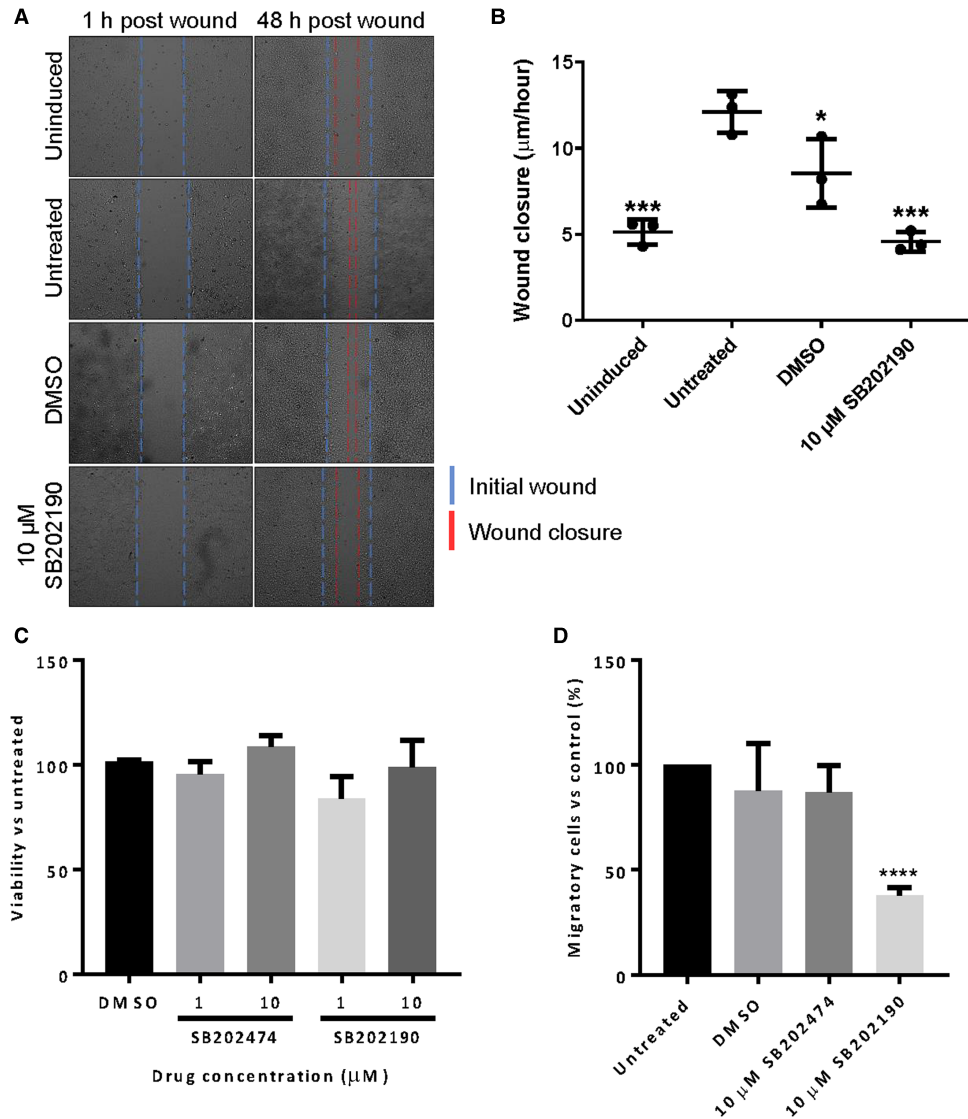 A
1 h post wound
48 h post wound
Uninduced
Untreated
DMSO
10 µM
SB202190
Initial wound
Wound closure
B
Wound closure (µm/hour)
15
10
5
0
***
*
***
Uninduced
Untreated
DMSO
10 µM SB202190
C
Viability vs untreated
150
100
50
0
DMSO
1
10
1
10
SB202474
SB202190
Drug concentration (µM)
D
Migratory cells vs control (%)
150
100
50
0
****
Untreated
DMSO
10 µM SB202474
10 µM SB202190